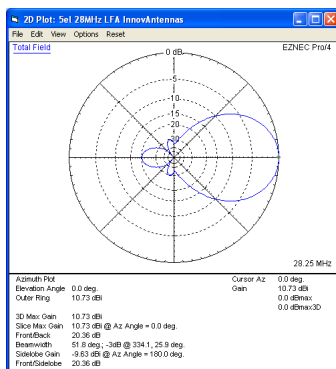 2D Plot: 5el 28MHz LFA InnovAntennas
File Edit View Options Reset
Total Field
EZNEC Pro/4
0 dB
-5
-10
-15
-20
-30
28.25 MHz
Azimuth Plot
Elevation Angle 0.0 deg.
Outer Ring 10.73 dBi
Cursor Az 0.0 deg.
Gain 10.73 dBi
0.0 dBmax
0.0 dBmax3D
3D Max Gain 10.73 dBi
Slice Max Gain 10.73 dBi @ Az Angle = 0.0 deg.
Front/Back 20.36 dB
Beamwidth 51.8 deg.; -3dB @ 334.1, 25.9 deg.
Sidelobe Gain -9.63 dBi @ Az Angle = 180.0 deg.
Front/Sidelobe 20.36 dB